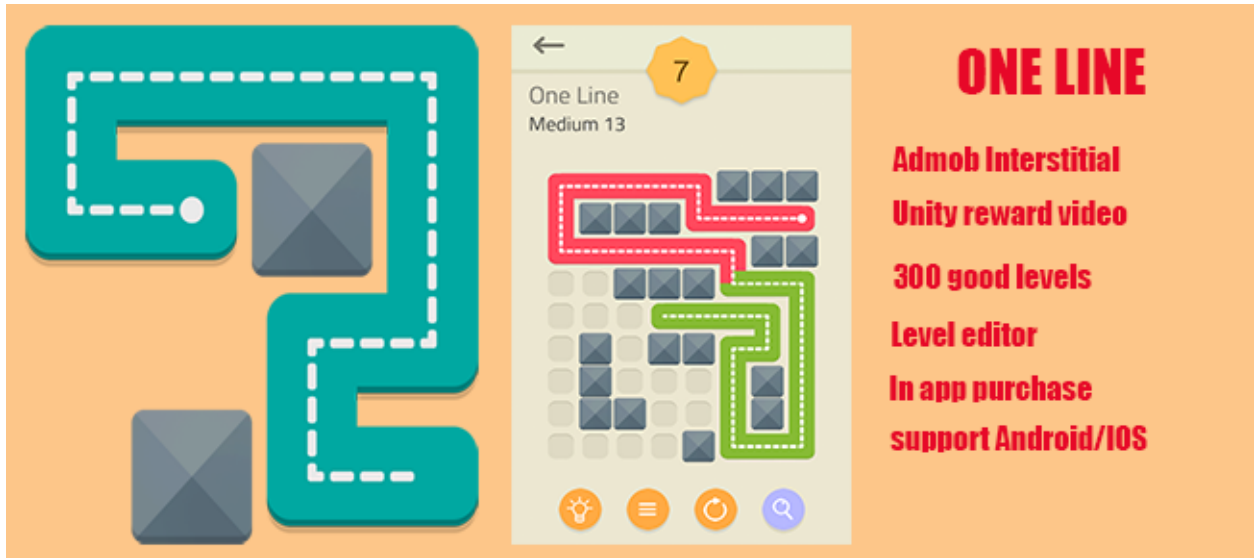 7
One Line
Medium 13
ONE LINE
Admob Interstitial
Unity reward video
300 good levels
Level editor
In app purchase
support Android/IOS